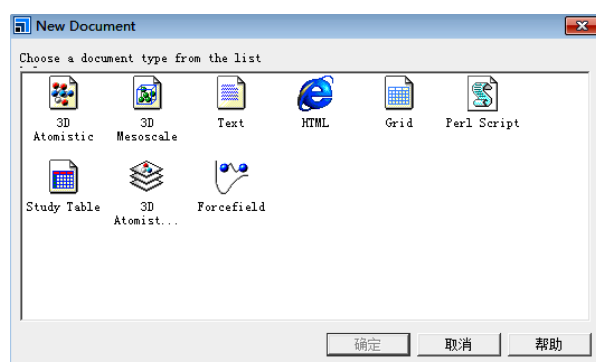 New Document
Choose a document type from the list
3D Atomistic
3D Mesoscale
Text
HTML
Grid
Perl Script
Study Table
3D Atomist...
Forcefield
确定
取消
帮助